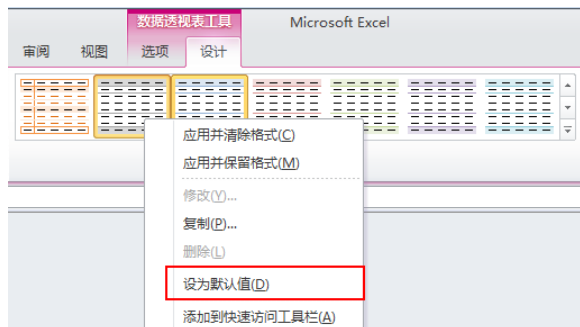 数据透视表工具 Microsoft Excel
审阅 视图 选项 设计
应用并清除格式(C)
应用并保留格式(M)
修改(Y)...
复制(P)...
删除(L)
设为默认值(D)
添加到快速访问工具栏(A)